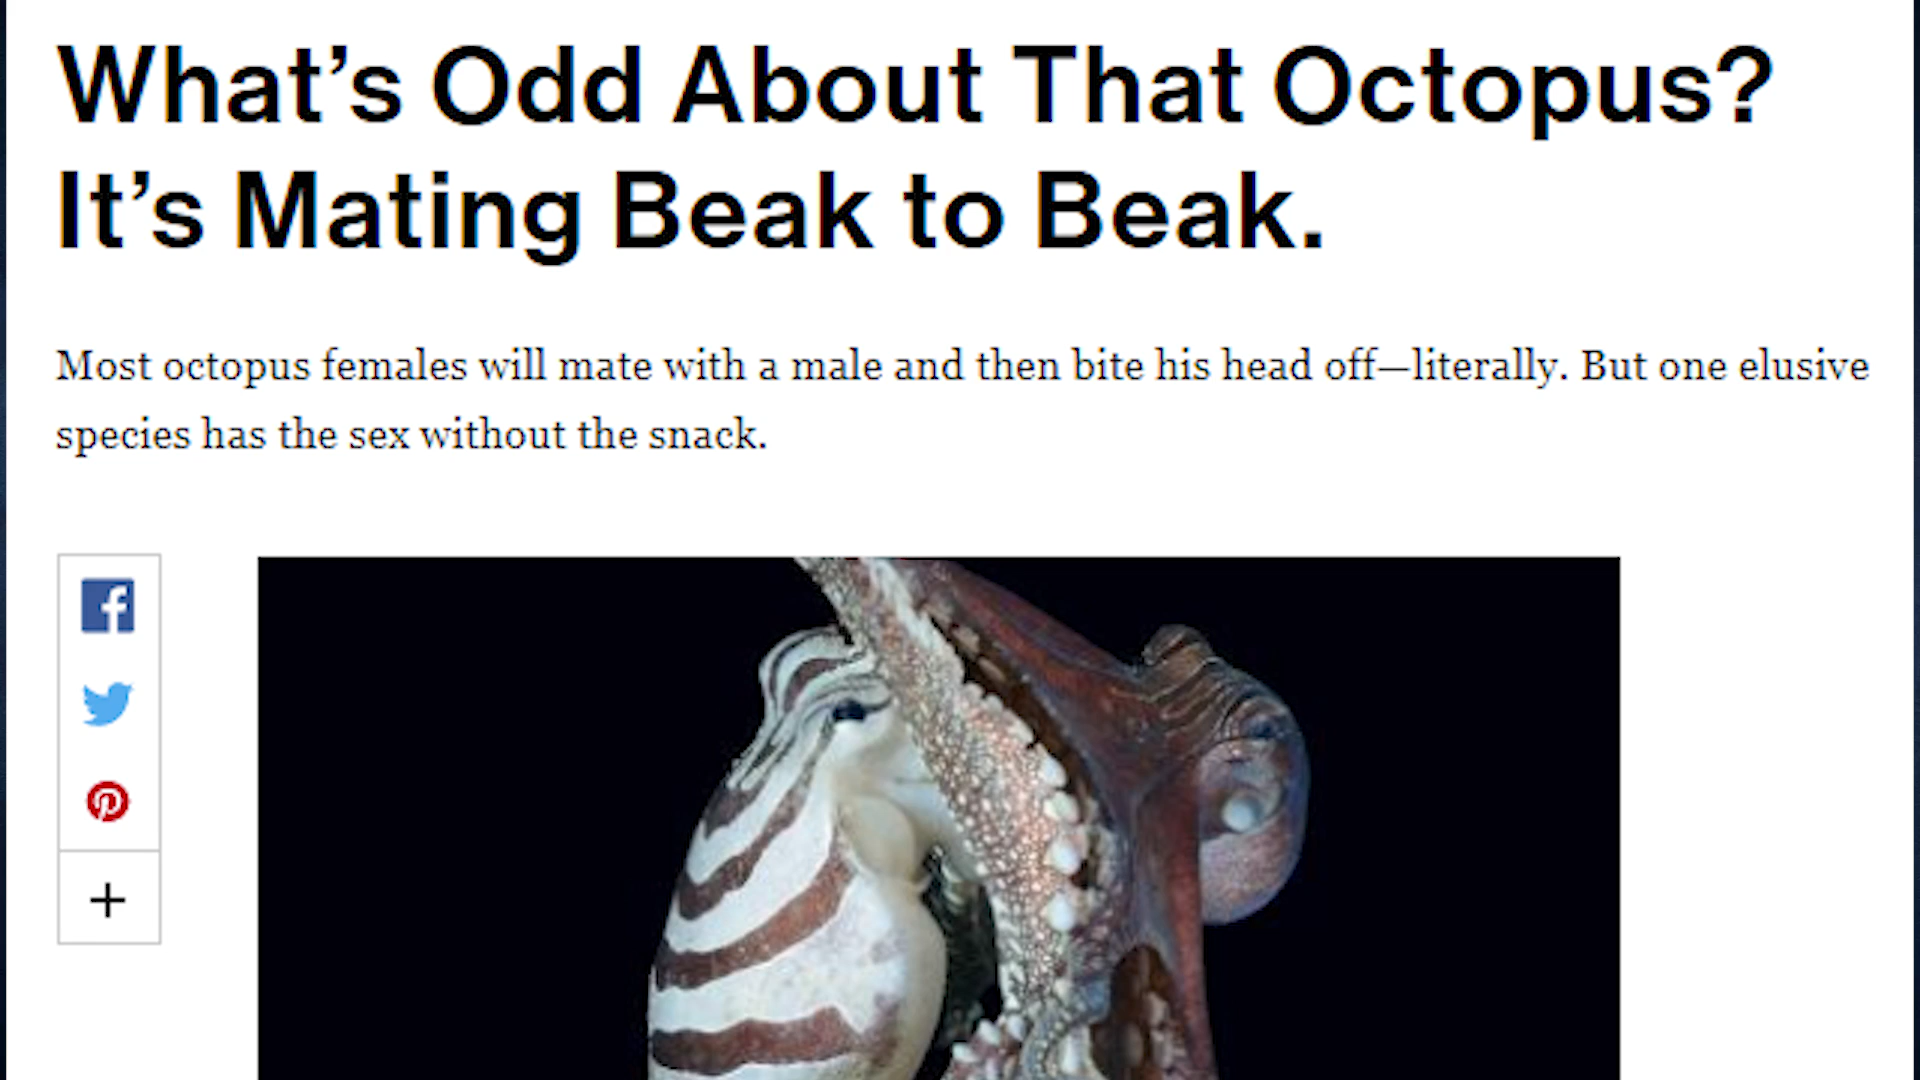 What’s Odd About That Octopus?
It’s Mating Beak to Beak.
Most octopus females will mate with a male and then bite his head off—literally. But one elusive
species has the sex without the snack.